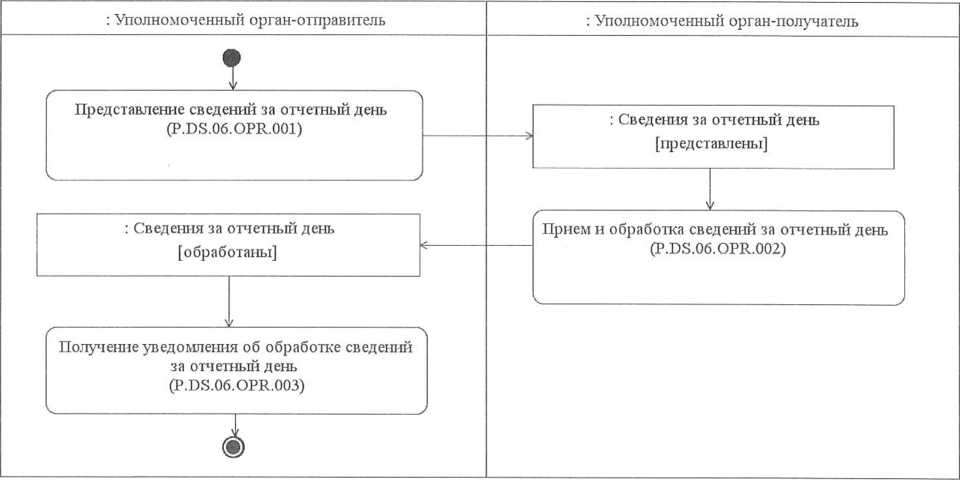 : Уполномоченный орган-отправитель
: Уполномоченный орган-получатель
Представление сведений за отчетный день
(P.DS.06.OPR.001)
: Сведения за отчетный день
[представлены]
Прием и обработка сведений за отчетный день
(P.DS.06.OPR.002)
: Сведения за отчетный день
[обработаны]
Получение уведомления об обработке сведений
за отчетный день
(P.DS.06.OPR.003)